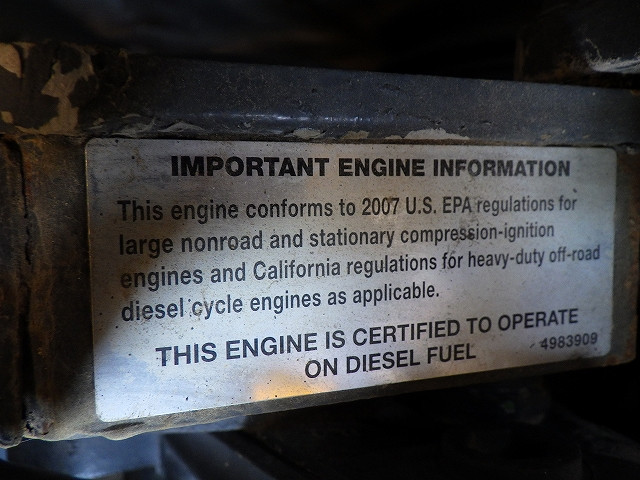 IMPORTANT ENGINE INFORMATION
This engine conforms to 2007 U.S. EPA regulations for
large nonroad and stationary compression-ignition
engines and California regulations for heavy-duty off-road
diesel cycle engines as applicable.
THIS ENGINE IS CERTIFIED TO OPERATE
ON DIESEL FUEL
4983909